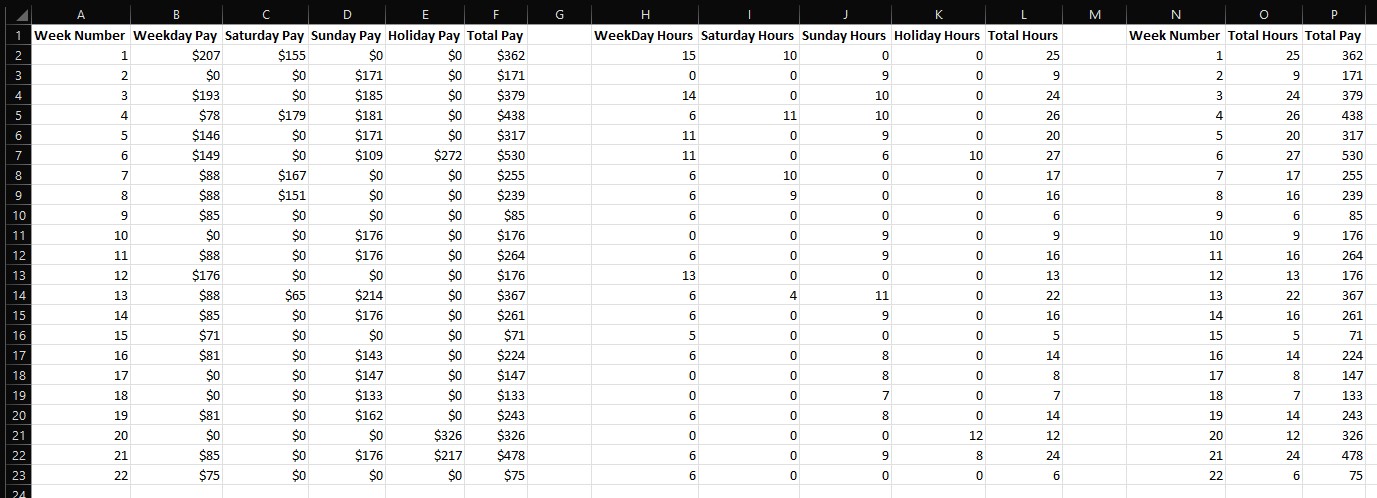 A B C D E F G H I J K L M N O P
1 Week Number Weekday Pay Saturday Pay Sunday Pay Holiday Pay Total Pay WeekDay Hours Saturday Hours Sunday Hours Holiday Hours Total Hours Week Number Total Hours Total Pay
2 1 $207 $155 $0 $0 $362 15 10 0 0 25 1 25 362
3 2 $0 $0 $171 $0 $171 0 0 9 0 9 2 9 171
4 3 $193 $0 $185 $0 $379 14 0 10 0 24 3 24 379
5 4 $78 $179 $181 $0 $438 6 11 10 0 26 4 26 438
6 5 $146 $0 $171 $0 $317 11 0 9 0 20 5 20 317
7 6 $149 $0 $109 $272 $530 11 0 6 10 27 6 27 530
8 7 $88 $167 $0 $0 $255 6 10 0 0 17 7 17 255
9 8 $88 $151 $0 $0 $239 6 9 0 0 16 8 16 239
10 9 $85 $0 $0 $0 $85 6 0 0 0 6 9 6 85
11 10 $0 $0 $176 $0 $176 0 0 9 0 9 10 9 176
12 11 $88 $0 $176 $0 $264 6 0 9 0 16 11 16 264
13 12 $176 $0 $0 $0 $176 13 0 0 0 13 12 13 176
14 13 $88 $65 $214 $0 $367 6 4 11 0 22 13 22 367
15 14 $85 $0 $176 $0 $261 6 0 9 0 16 14 16 261
16 15 $71 $0 $0 $0 $71 5 0 0 0 5 15 5 71
17 16 $81 $0 $143 $0 $224 6 0 8 0 14 16 14 224
18 17 $0 $0 $147 $0 $147 0 0 8 0 8 17 8 147
19 18 $0 $0 $133 $0 $133 0 0 7 0 7 18 7 133
20 19 $81 $0 $162 $0 $243 6 0 8 0 14 19 14 243
21 20 $0 $0 $0 $326 $326 0 0 0 12 12 20 12 326
22 21 $85 $0 $176 $217 $478 6 0 9 8 24 21 24 478
23 22 $75 $0 $0 $0 $75 6 0 0 0 6 22 6 75
24